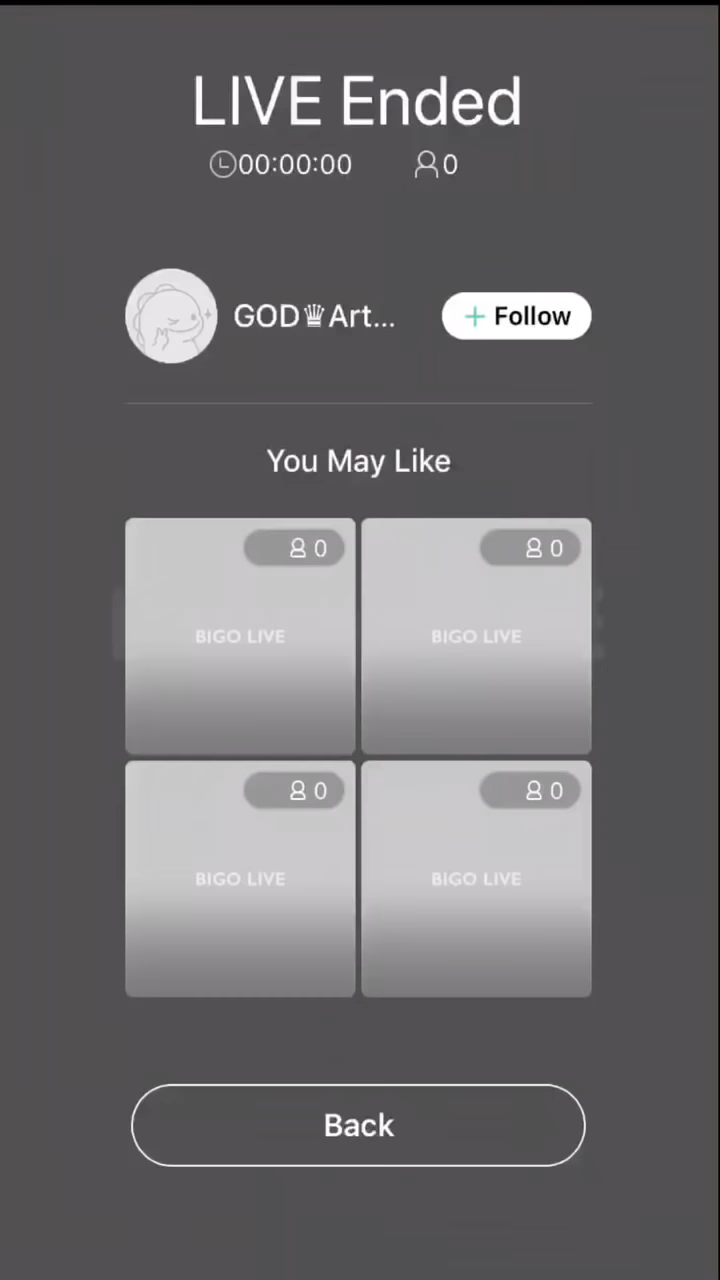 LIVE Ended
00:00:00 0
GOD♛Art... + Follow
You May Like
0 0
BIGO LIVE BIGO LIVE
0 0
BIGO LIVE BIGO LIVE
Back